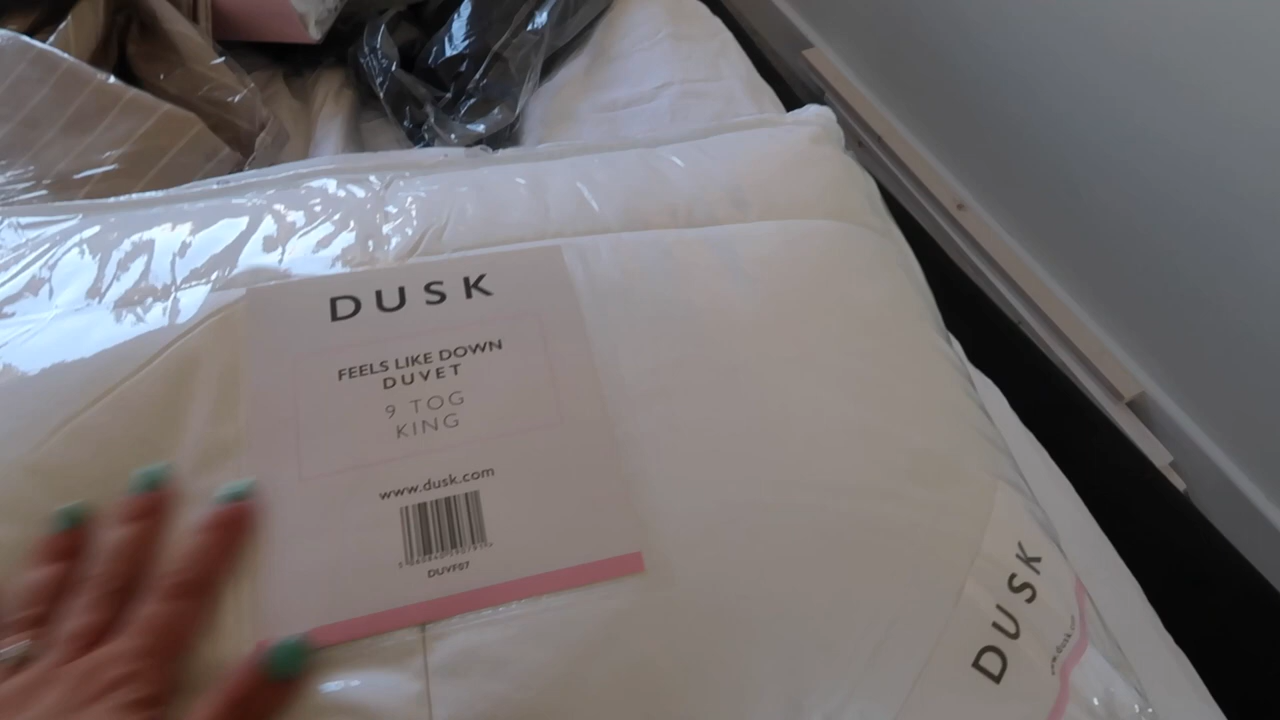 DUSK
FEELS LIKE DOWN
DUVET
9 TOG
KING
www.dusk.com
DUVF07
DUSK